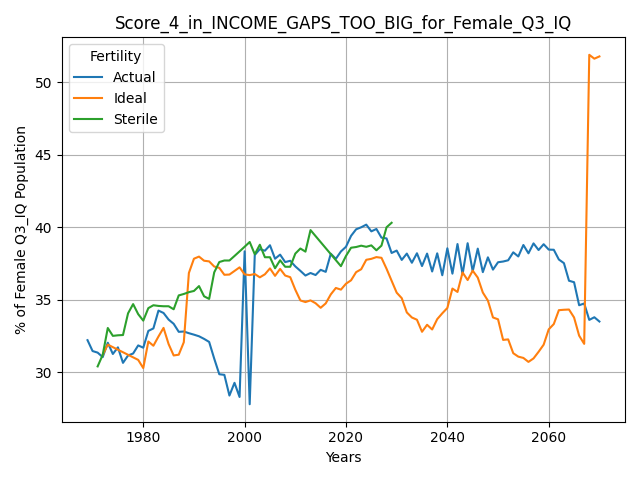 Score_4_in_INCOME_GAPS_TOO_BIG_for_Female_Q3_IQ
Fertility
Actual
Ideal
Sterile
% of Female Q3_IQ Population
50
45
40
35
30
1980
2000
2020
2040
2060
Years